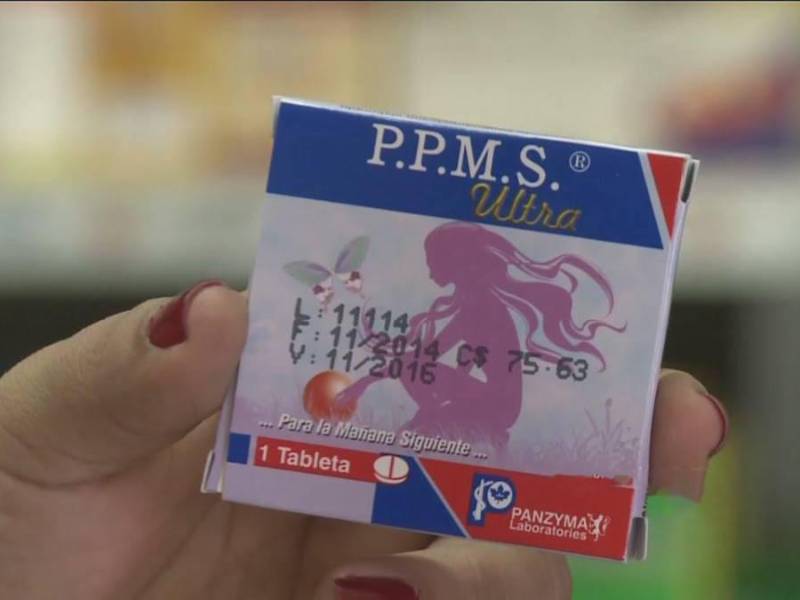 P.P.M.S.®
Ultra
L: 11114
F: 11/2014
V: 11/2016 C$ 75.63
... Para la Mañana Siguiente ...
1 Tableta
PANZYMA
Laboratories